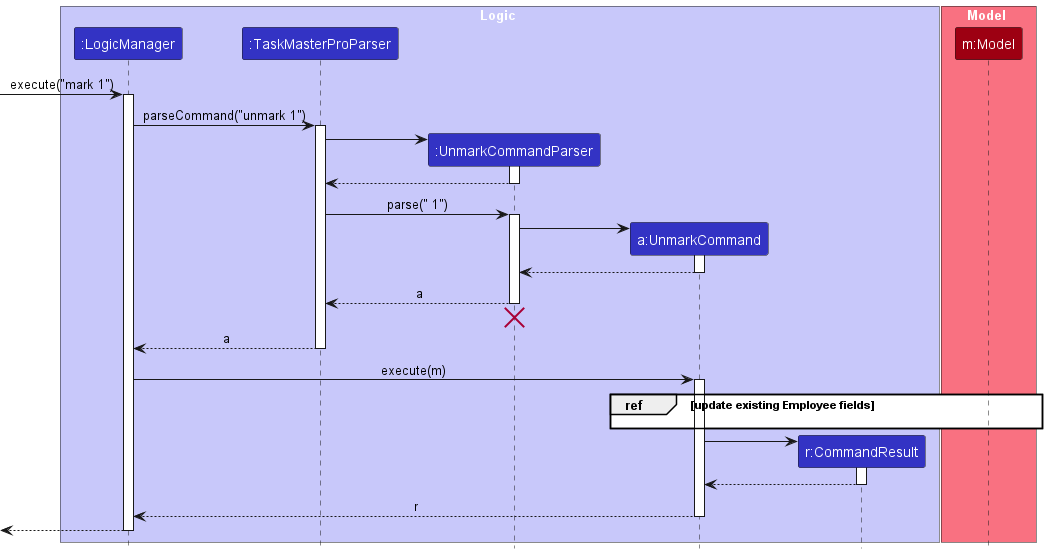 Logic
Model
:LogicManager
:TaskMasterProParser
m:Model
execute("mark 1")
parseCommand("unmark 1")
:UnmarkCommandParser
parse(" 1")
a:UnmarkCommand
a
a
execute(m)
ref
[update existing Employee fields]
r:CommandResult
r